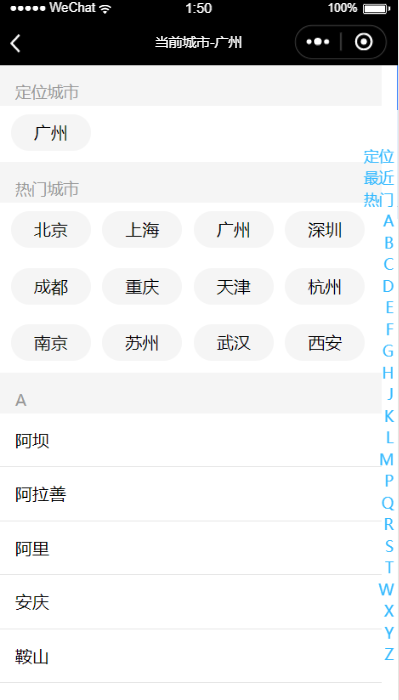 WeChat 1:50 100%
当前城市-广州
定位城市
广州
热门城市
北京 上海 广州 深圳
成都 重庆 天津 杭州
南京 苏州 武汉 西安
A
阿坝
阿拉善
阿里
安庆
鞍山
定位
最近
热门
A
B
C
D
E
F
G
H
J
K
L
M
P
Q
R
S
T
W
X
Y
Z